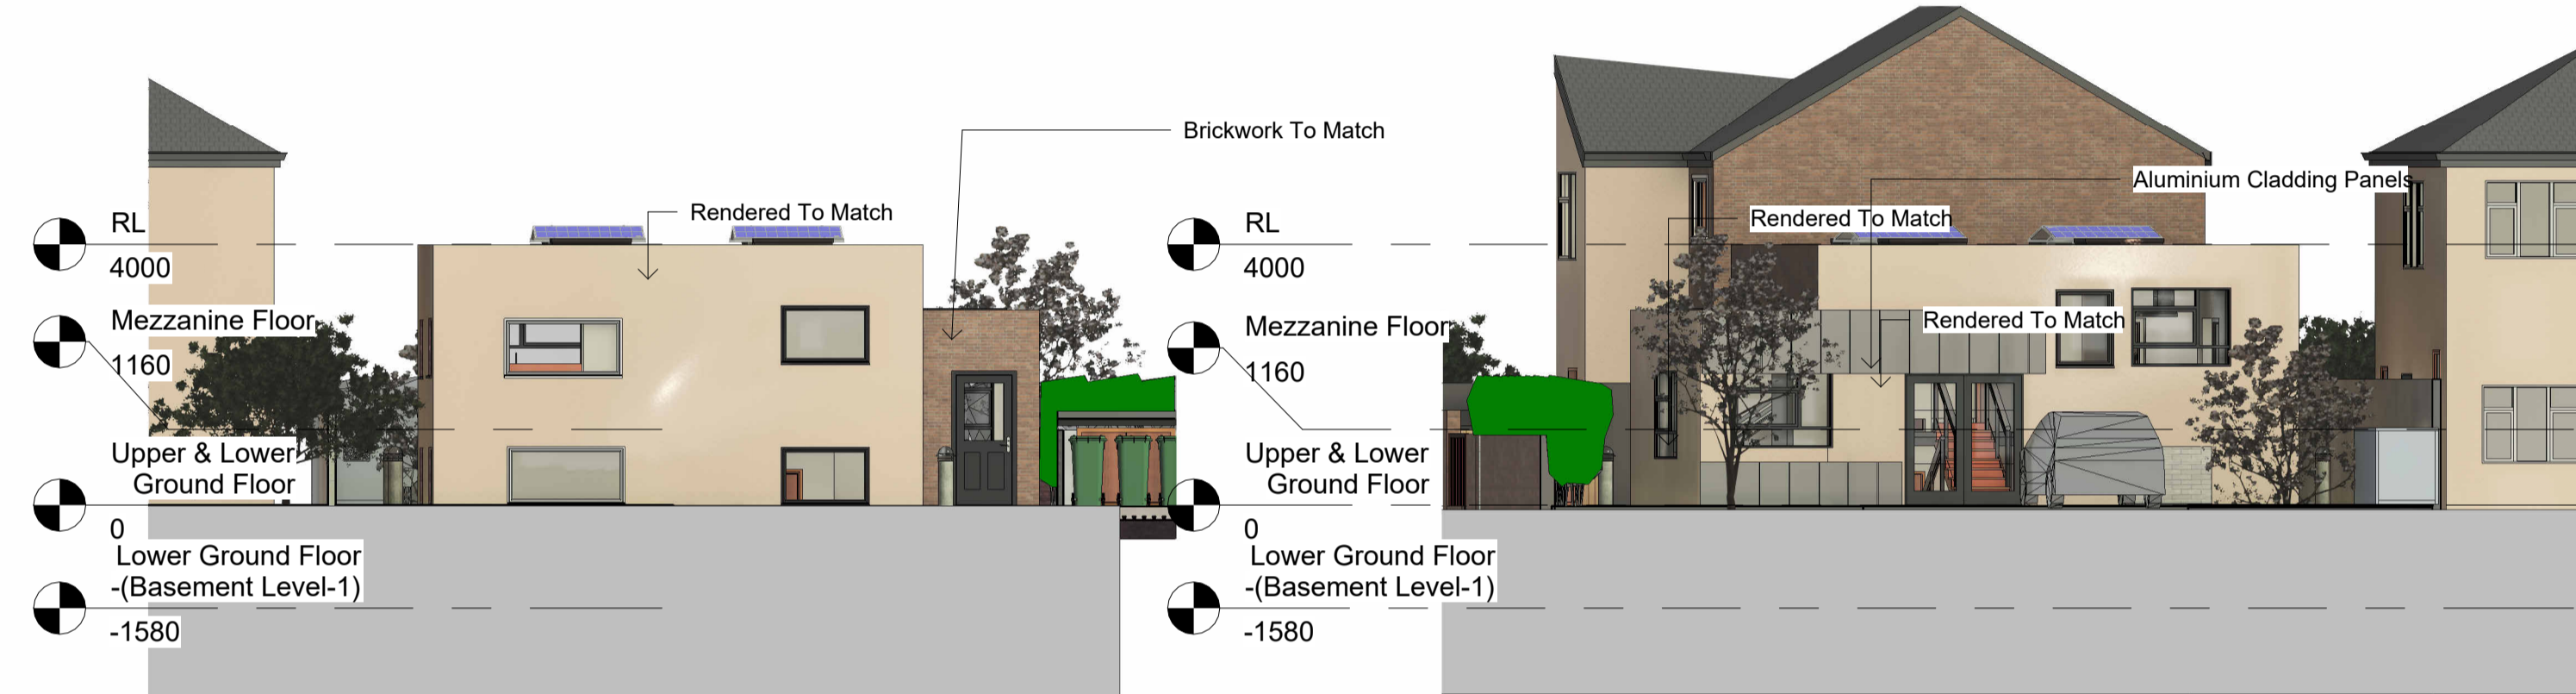 Brickwork To Match
Rendered To Match
RL
4000
Mezzanine Floor
1160
Upper & Lower
Ground Floor
0
Lower Ground Floor
-(Basement Level-1)
-1580
Aluminium Cladding Panels
Rendered To Match
RL
4000
Rendered To Match
Mezzanine Floor
1160
Upper & Lower
Ground Floor
0
Lower Ground Floor
-(Basement Level-1)
-1580